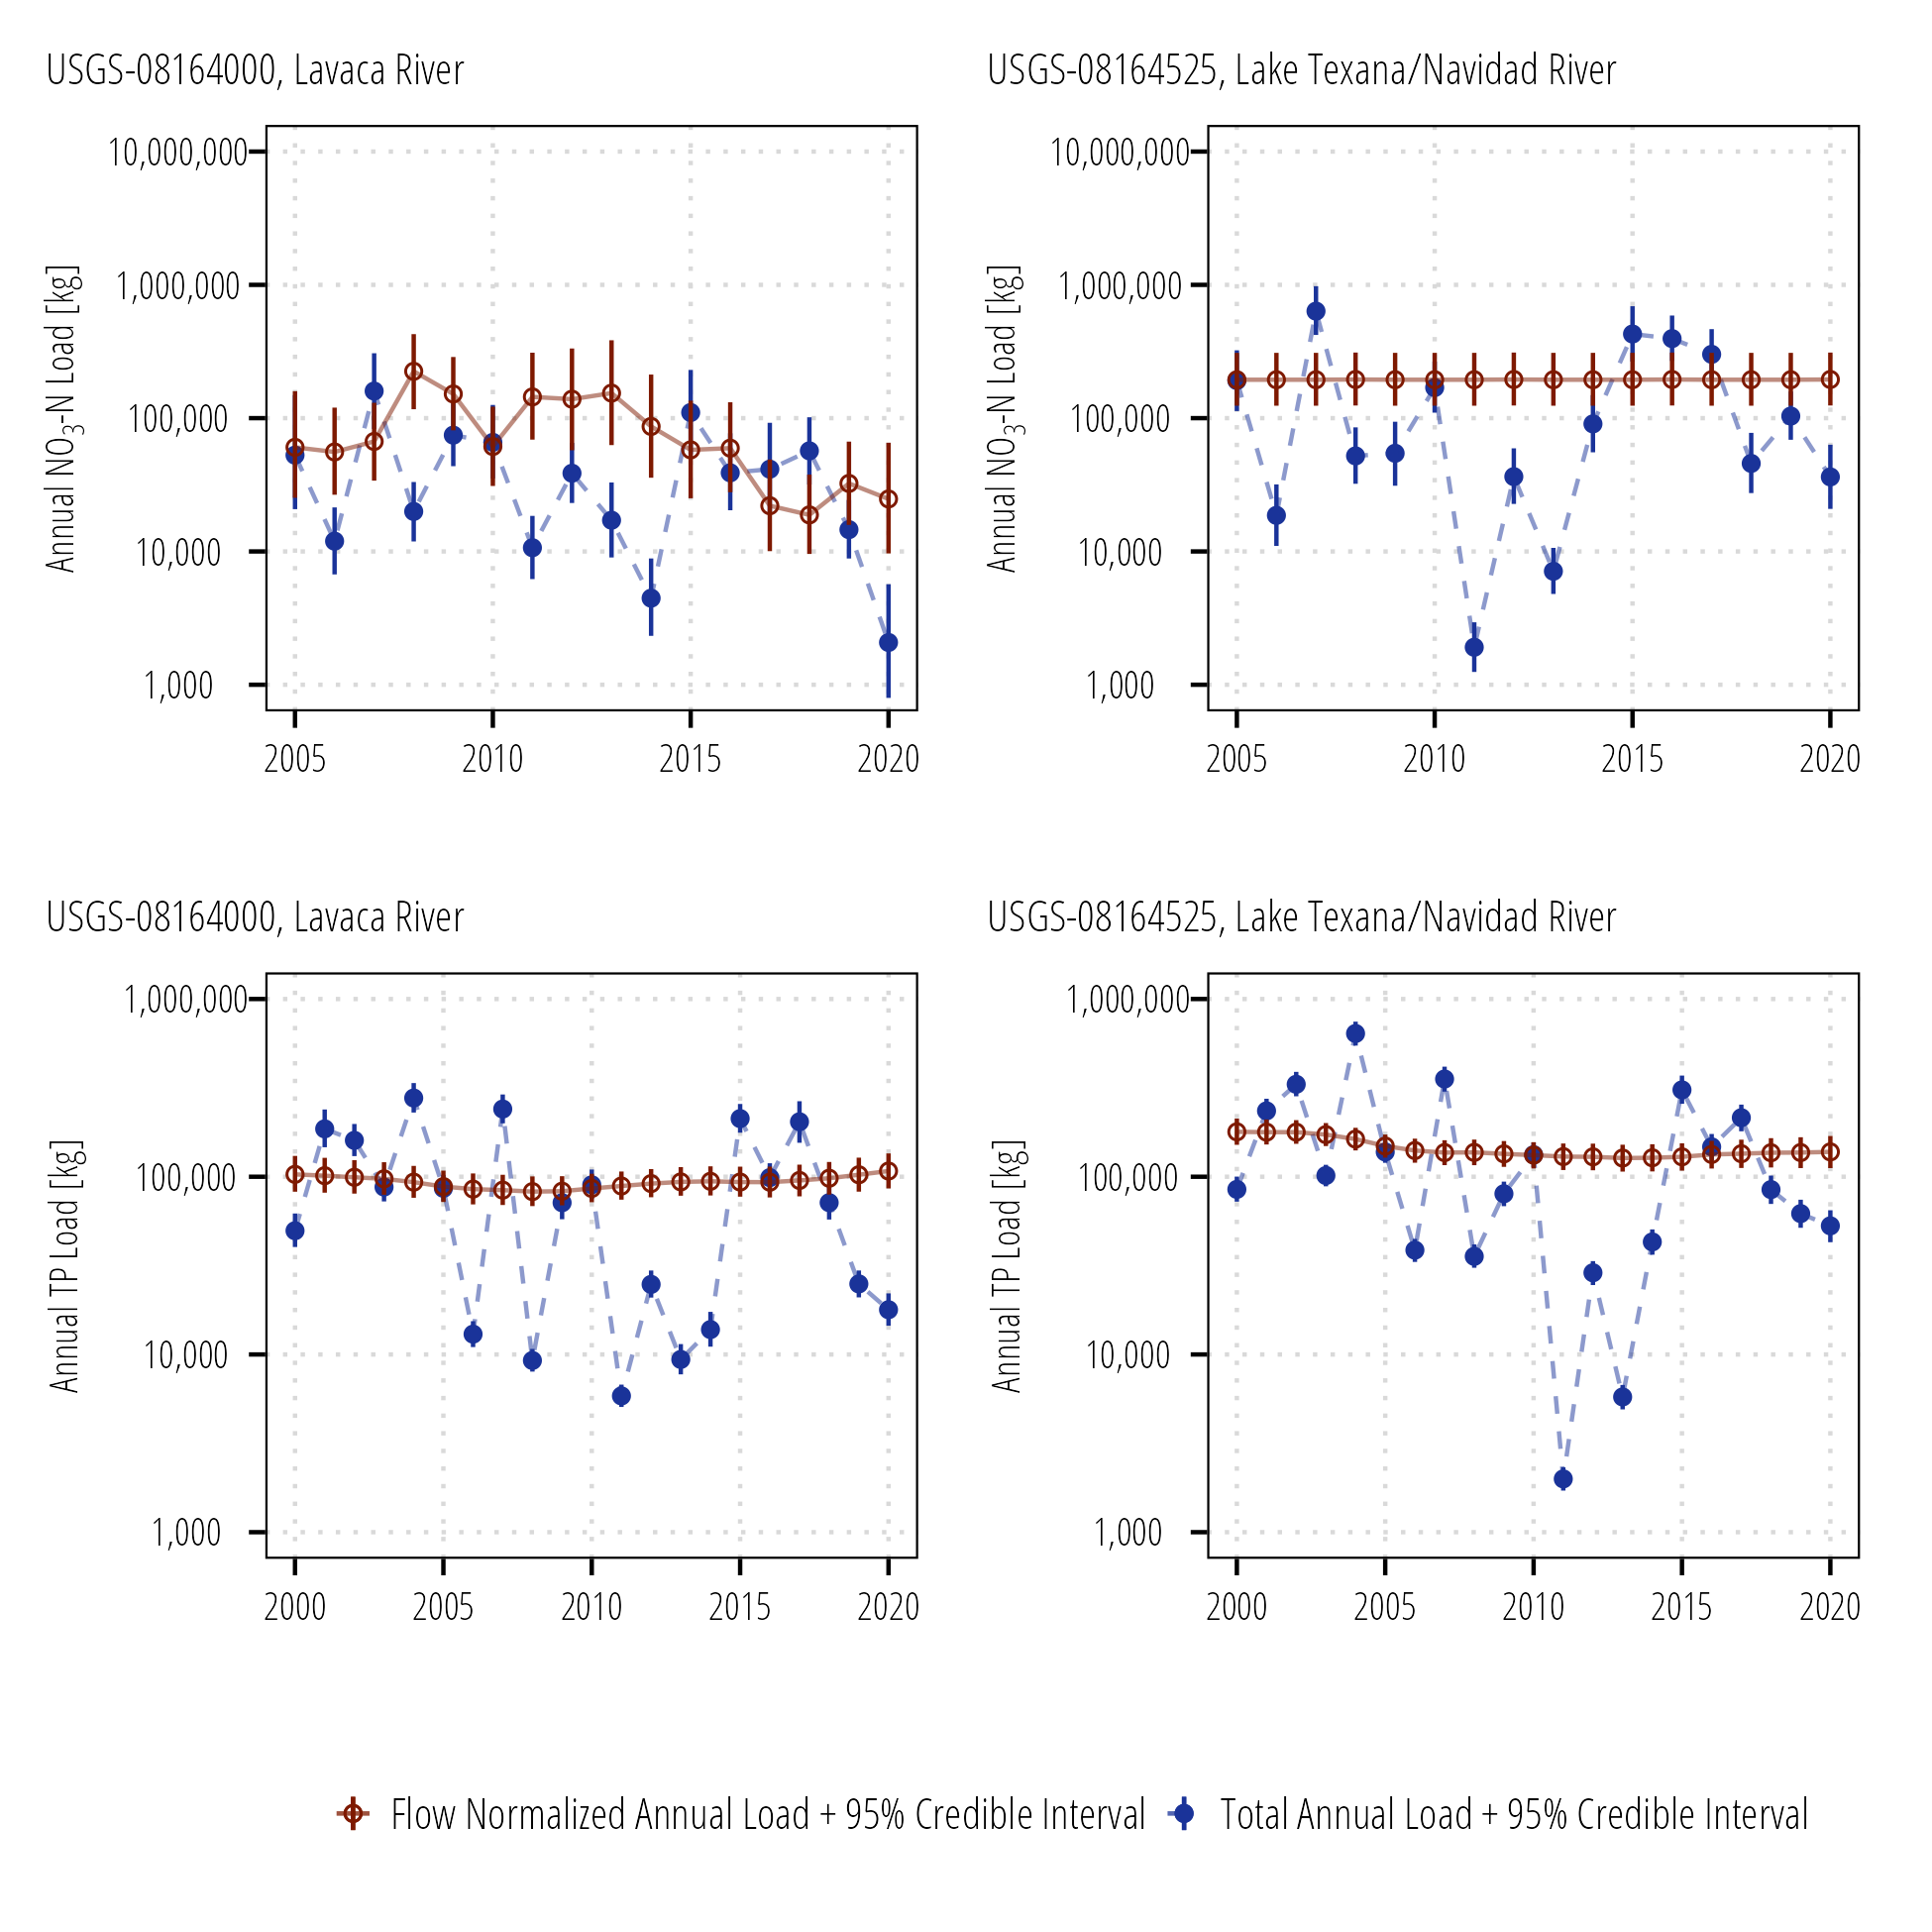 USGS-08164000, Lavaca River
USGS-08164525, Lake Texana/Navidad River
Annual NO3-N Load [kg]
10,000,000
1,000,000
100,000
10,000
1,000
2005 2010 2015 2020
Annual NO3-N Load [kg]
10,000,000
1,000,000
100,000
10,000
1,000
2005 2010 2015 2020
USGS-08164000, Lavaca River
USGS-08164525, Lake Texana/Navidad River
Annual TP Load [kg]
1,000,000
100,000
10,000
1,000
2000 2005 2010 2015 2020
Annual TP Load [kg]
1,000,000
100,000
10,000
1,000
2000 2005 2010 2015 2020
Flow Normalized Annual Load + 95% Credible Interval
Total Annual Load + 95% Credible Interval